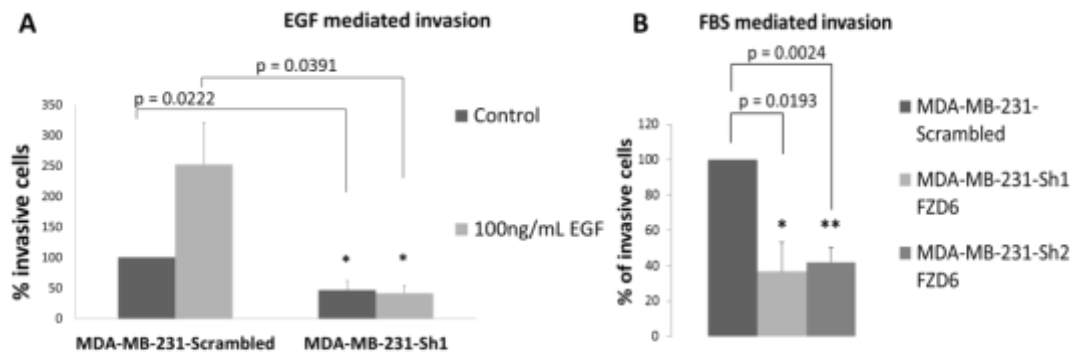 A
EGF mediated invasion
p = 0.0391
p = 0.0222
350
300
250
200
150
100
50
0
% invasive cells
* *
MDA-MB-231-Scrambled MDA-MB-231-Sh1
Control
100ng/mL EGF
B
FBS mediated invasion
p = 0.0024
p = 0.0193
120
100
80
60
40
20
0
% of invasive cells
* **
MDA-MB-231-
Scrambled
MDA-MB-231-Sh1
FZD6
MDA-MB-231-Sh2
FZD6